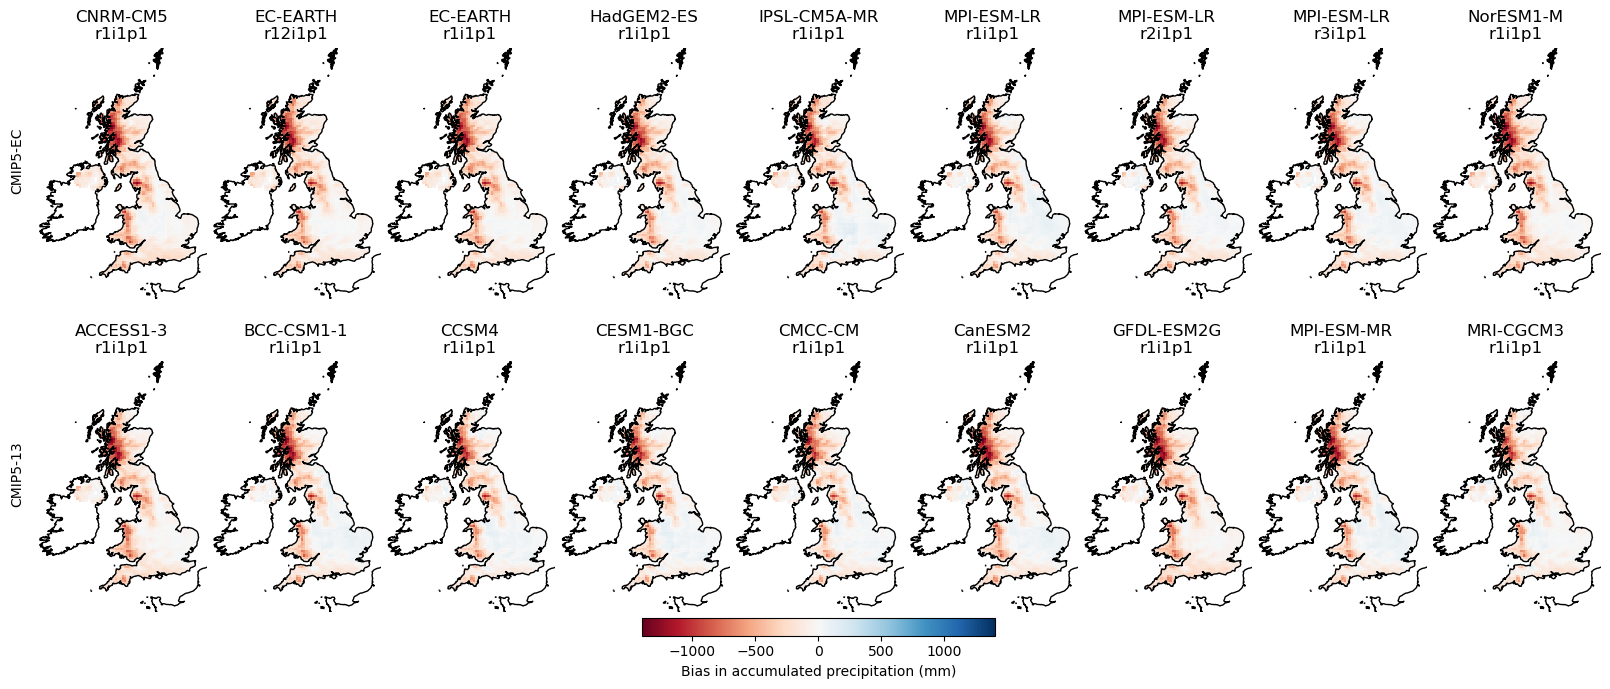 CNRM-CM5
r1i1p1
EC-EARTH
r12i1p1
EC-EARTH
r1i1p1
HadGEM2-ES
r1i1p1
IPSL-CM5A-MR
r1i1p1
MPI-ESM-LR
r1i1p1
MPI-ESM-LR
r2i1p1
MPI-ESM-LR
r3i1p1
NorESM1-M
r1i1p1
CMIP5-EC
ACCESS1-3
r1i1p1
BCC-CSM1-1
r1i1p1
CCSM4
r1i1p1
CESM1-BGC
r1i1p1
CMCC-CM
r1i1p1
CanESM2
r1i1p1
GFDL-ESM2G
r1i1p1
MPI-ESM-MR
r1i1p1
MRI-CGCM3
r1i1p1
CMIP5-13
−1000 −500 0 500 1000
Bias in accumulated precipitation (mm)